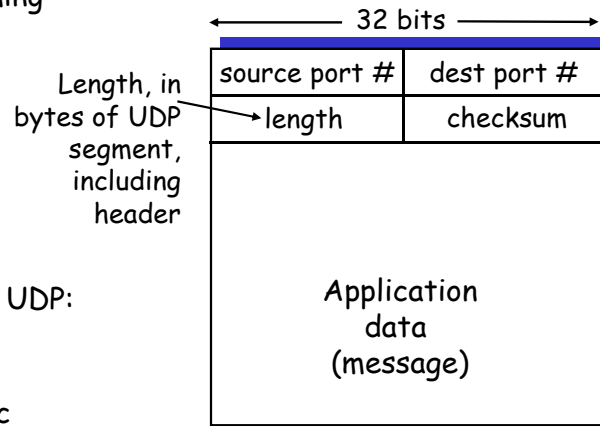 32 bits
source port # dest port #
Length, in
bytes of UDP
segment,
including
header
length checksum
UDP:
Application
data
(message)
c